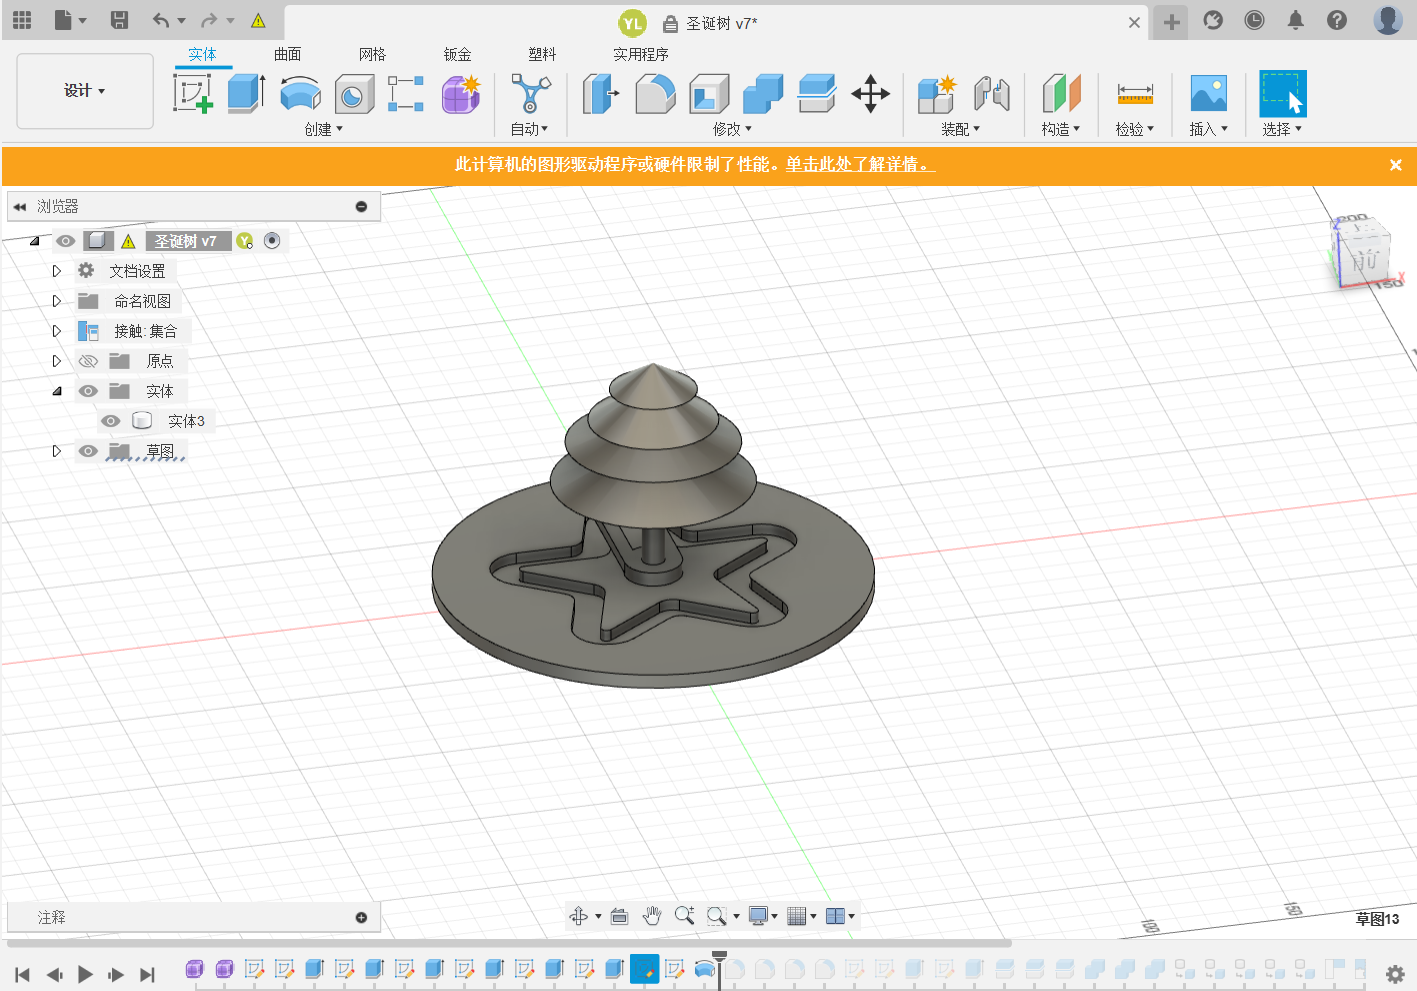 YL 圣诞树 v7*
实体 曲面 网格 钣金 塑料 实用程序
设计
创建 自动 修改 装配 构造 检验 插入 选择
此计算机的图形驱动程序或硬件限制了性能。单击此处了解详情。
浏览器
圣诞树 v7
文档设置
命名视图
接触: 集合
原点
实体
实体3
草图
前
X
150
100
150
注释
草图13